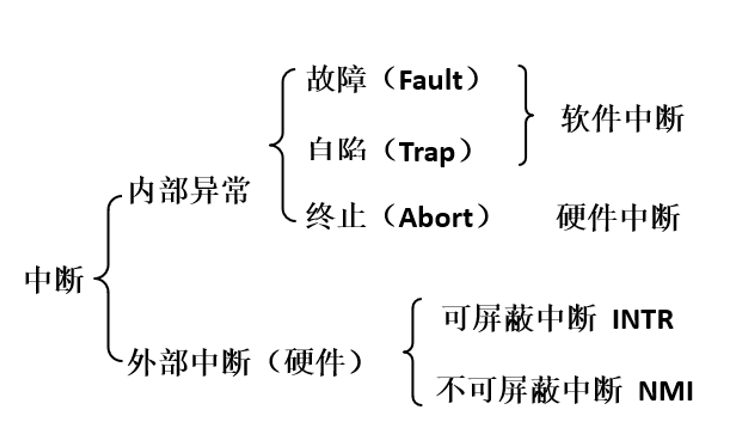 故障（Fault）
软件中断
自陷（Trap）
内部异常
终止（Abort） 硬件中断
中断
可屏蔽中断 INTR
外部中断（硬件）
不可屏蔽中断 NMI